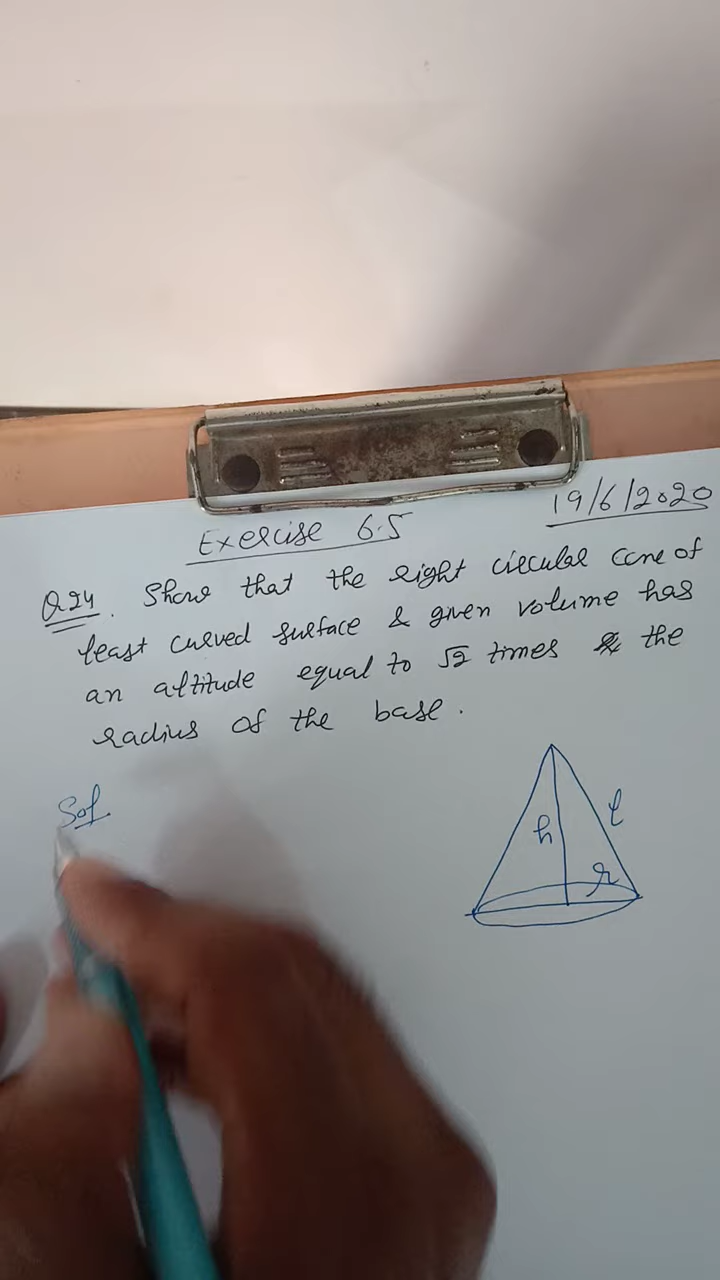 19/6/2020
Exercise 6.5
Q24. Show that the right circular cone of
least curved surface & given volume has
an altitude equal to √2 times the
radius of the base.
Sol
h
l
r